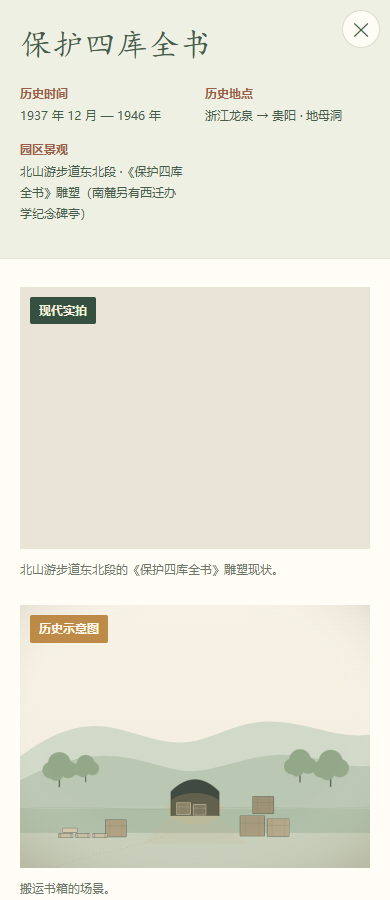 保护四库全书
历史时间
1937 年 12 月 — 1946 年
历史地点
浙江龙泉 → 贵阳 · 地母洞
园区景观
北山游步道东北段 ·《保护四库
全书》雕塑（南麓另有西迁办
学纪念碑亭）
现代实拍
北山游步道东北段的《保护四库全书》雕塑现状。
历史示意图
搬运书箱的场景。